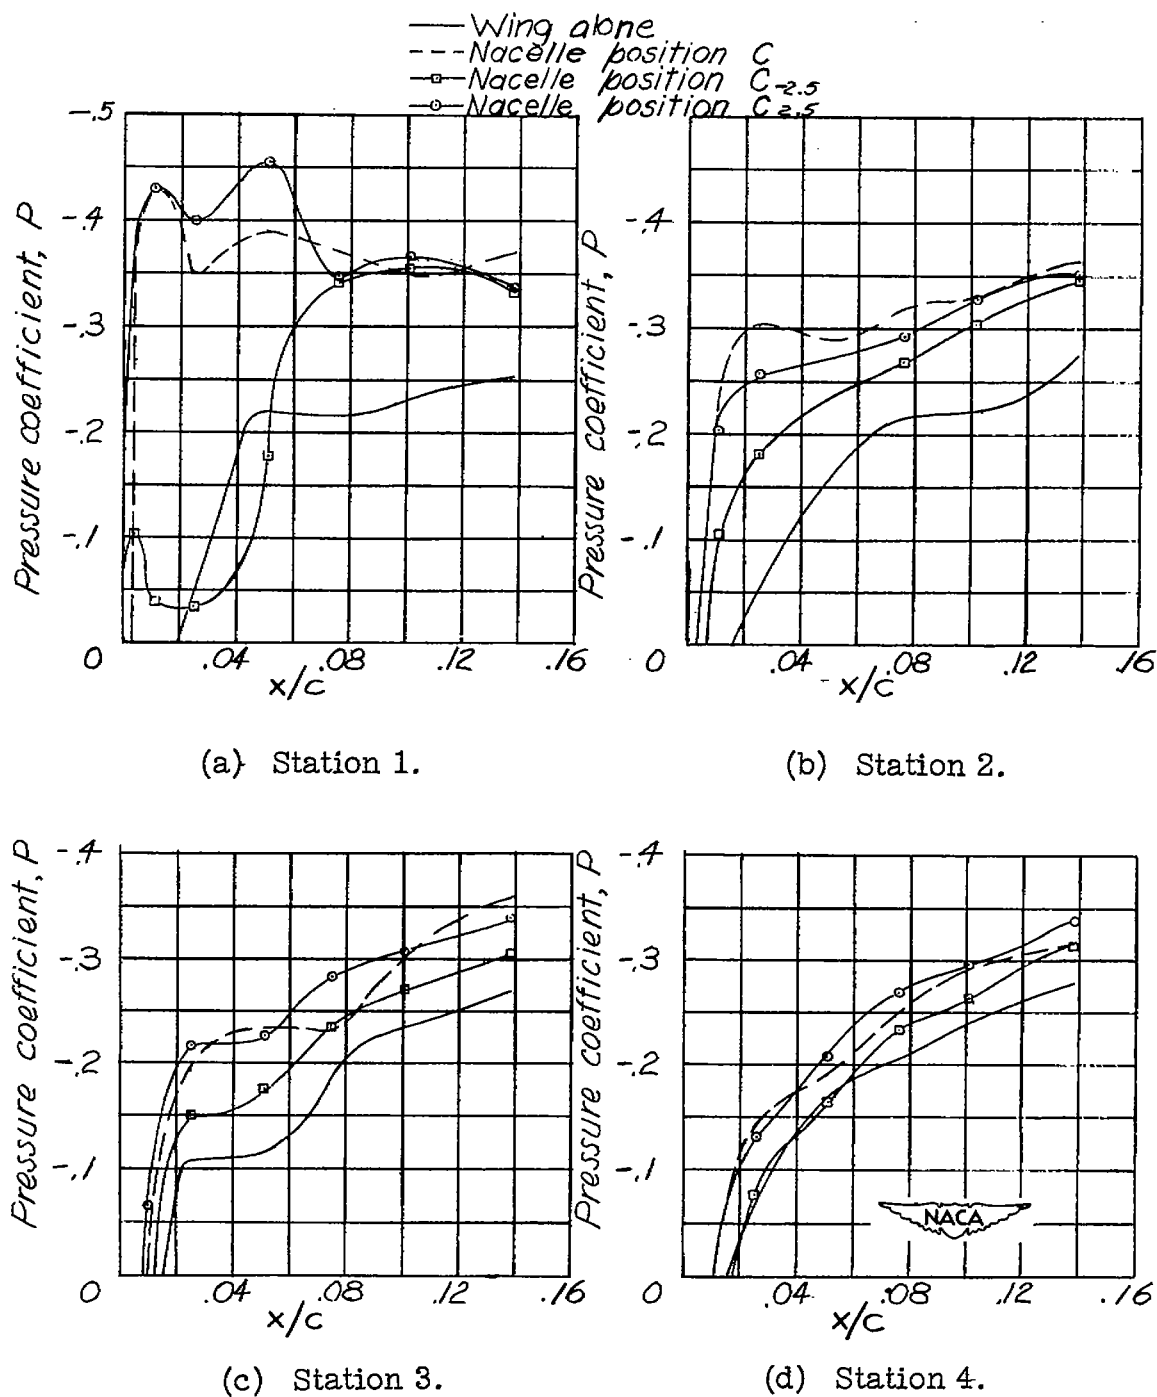 Wing alone
Nacelle position C
Nacelle position C-2.5
Nacelle position C2.5
Pressure coefficient, P
-.5
-.4
-.3
-.2
-.1
0 .04 .08 .12 .16
x/c
(a) Station 1.
Pressure coefficient, P
-.4
-.3
-.2
-.1
0 .04 .08 .12 .16
x/c
(b) Station 2.
Pressure coefficient, P
-.4
-.3
-.2
-.1
0 .04 .08 .12 .16
x/c
(c) Station 3.
Pressure coefficient, P
-.4
-.3
-.2
-.1
NACA
0 .04 .08 .12 .16
x/c
(d) Station 4.